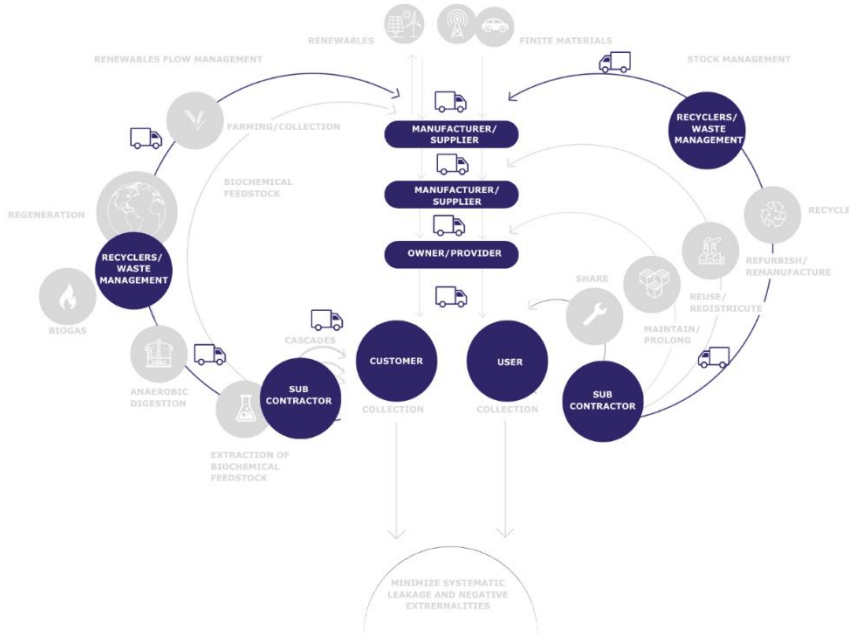 RENEWABLES
FINITE MATERIALS
RENEWABLES FLOW MANAGEMENT
STOCK MANAGEMENT
FARMING/COLLECTION
MANUFACTURER/
SUPPLIER
RECYCLERS/
WASTE
MANAGEMENT
BIOCHEMICAL
FEEDSTOCK
MANUFACTURER/
SUPPLIER
REGENERATION
RECYCLE
RECYCLERS/
WASTE
MANAGEMENT
OWNER/PROVIDER
REFURBISH/
REMANUFACTURE
SHARE
REUSE/
REDISTRICUTE
BIOGAS
MAINTAIN/
PROLONG
CASCADES
CUSTOMER
USER
ANAEROBIC
DIGESTION
SUB
CONTRACTOR
SUB
CONTRACTOR
COLLECTION
COLLECTION
EXTRACTION OF
BIOCHEMICAL
FEEDSTOCK
MINIMIZE SYSTEMATIC
LEAKAGE AND NEGATIVE
EXTRERNALITIES